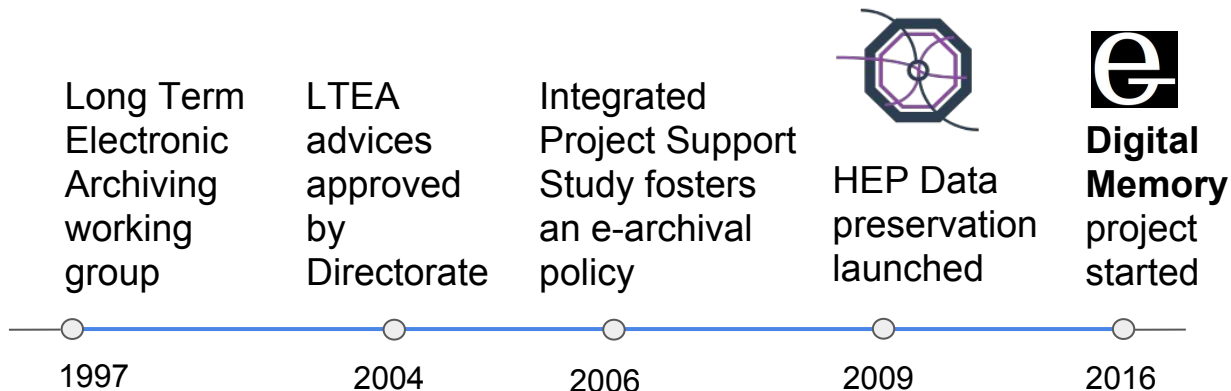 Long Term
Electronic
Archiving
working
group
LTEA
advices
approved
by
Directorate
Integrated
Project Support
Study fosters
an e-archival
policy
HEP Data
preservation
launched
e
Digital
Memory
project
started
1997
2004
2006
2009
2016